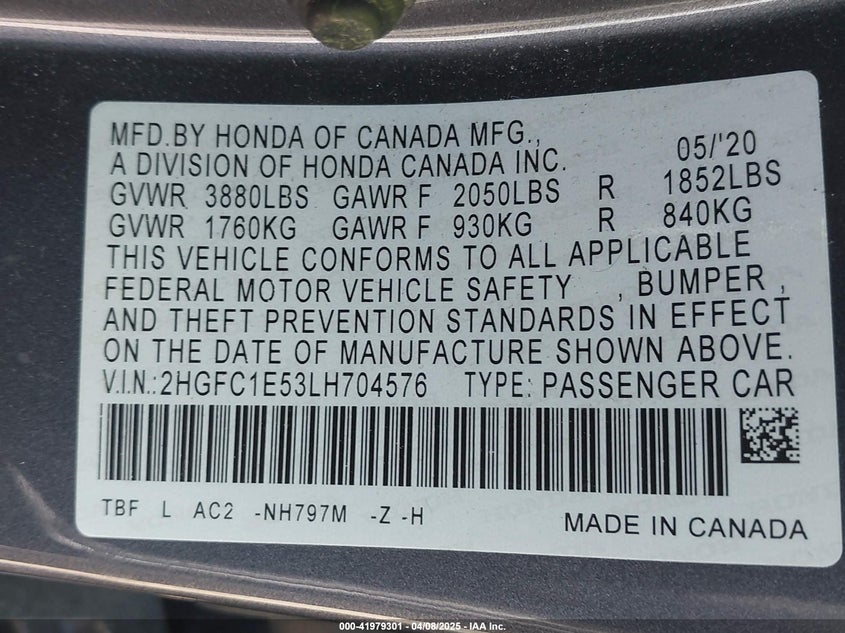 MFD.BY HONDA OF CANADA MFG.,
A DIVISION OF HONDA CANADA INC. 05/'20
GVWR 3880LBS GAWR F 2050LBS R 1852LBS
GVWR 1760KG GAWR F 930KG R 840KG
THIS VEHICLE CONFORMS TO ALL APPLICABLE
FEDERAL MOTOR VEHICLE SAFETY , BUMPER ,
AND THEFT PREVENTION STANDARDS IN EFFECT
ON THE DATE OF MANUFACTURE SHOWN ABOVE.
V.I.N.:2HGFC1E53LH704576 TYPE: PASSENGER CAR
TBF L AC2 -NH797M -Z -H
MADE IN CANADA
000-41979301 - 04/08/2025 - IAA Inc.